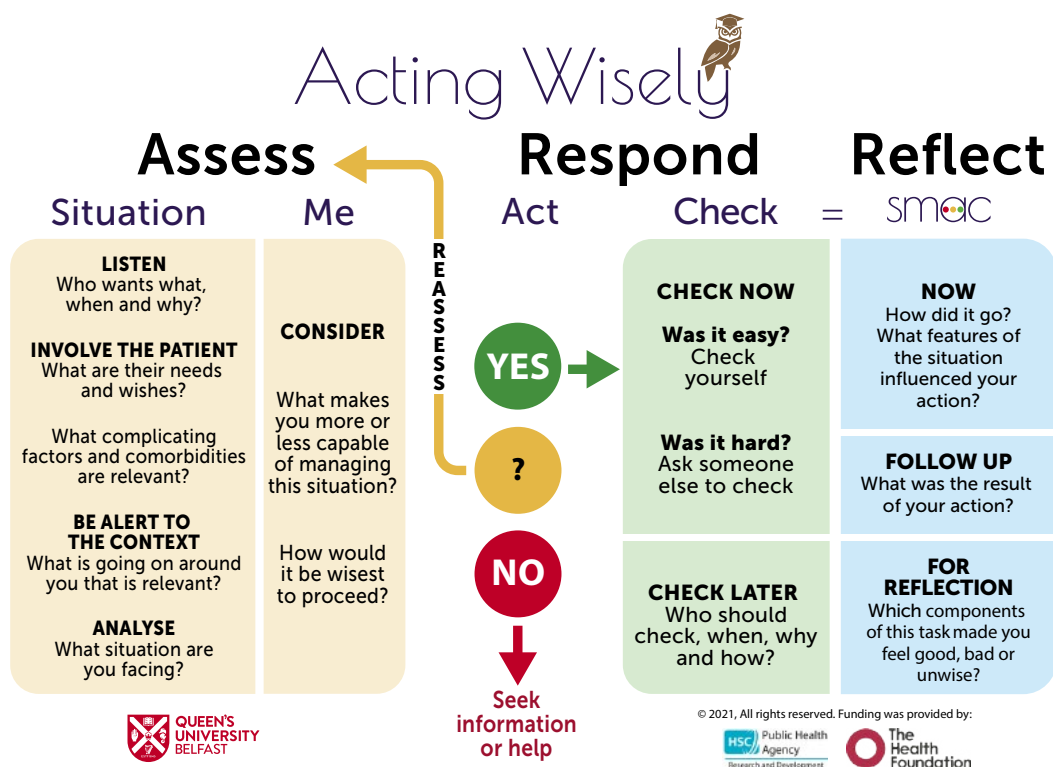 Acting Wisely
Assess
Respond
Reflect
Situation
Me
Act
Check
=
smac
LISTEN
Who wants what,
when and why?
INVOLVE THE PATIENT
What are their needs
and wishes?
What complicating
factors and comorbidities
are relevant?
BE ALERT TO
THE CONTEXT
What is going on around
you that is relevant?
ANALYSE
What situation are
you facing?
CONSIDER
What makes
you more or
less capable
of managing
this situation?
How would
it be wisest
to proceed?
REASSESS
YES
?
NO
Seek
information
or help
CHECK NOW
Was it easy?
Check
yourself
Was it hard?
Ask someone
else to check
CHECK LATER
Who should
check, when, why
and how?
NOW
How did it go?
What features of
the situation
influenced your
action?
FOLLOW UP
What was the result
of your action?
FOR
REFLECTION
Which components
of this task made you
feel good, bad or
unwise?
QUEEN'S
UNIVERSITY
BELFAST
© 2021, All rights reserved. Funding was provided by:
HSC Public Health
Agency
Research and Development
The
Health
Foundation